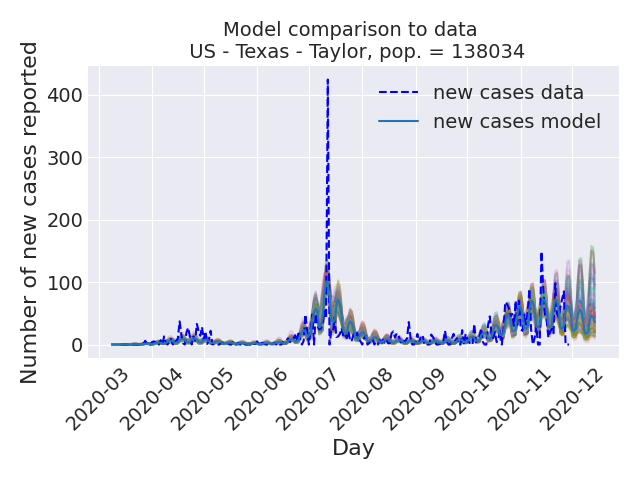 Model comparison to data
US - Texas - Taylor, pop. = 138034
Number of new cases reported
400
300
200
100
0
new cases data
new cases model
2020-03
2020-04
2020-05
2020-06
2020-07
2020-08
2020-09
2020-10
2020-11
2020-12
Day